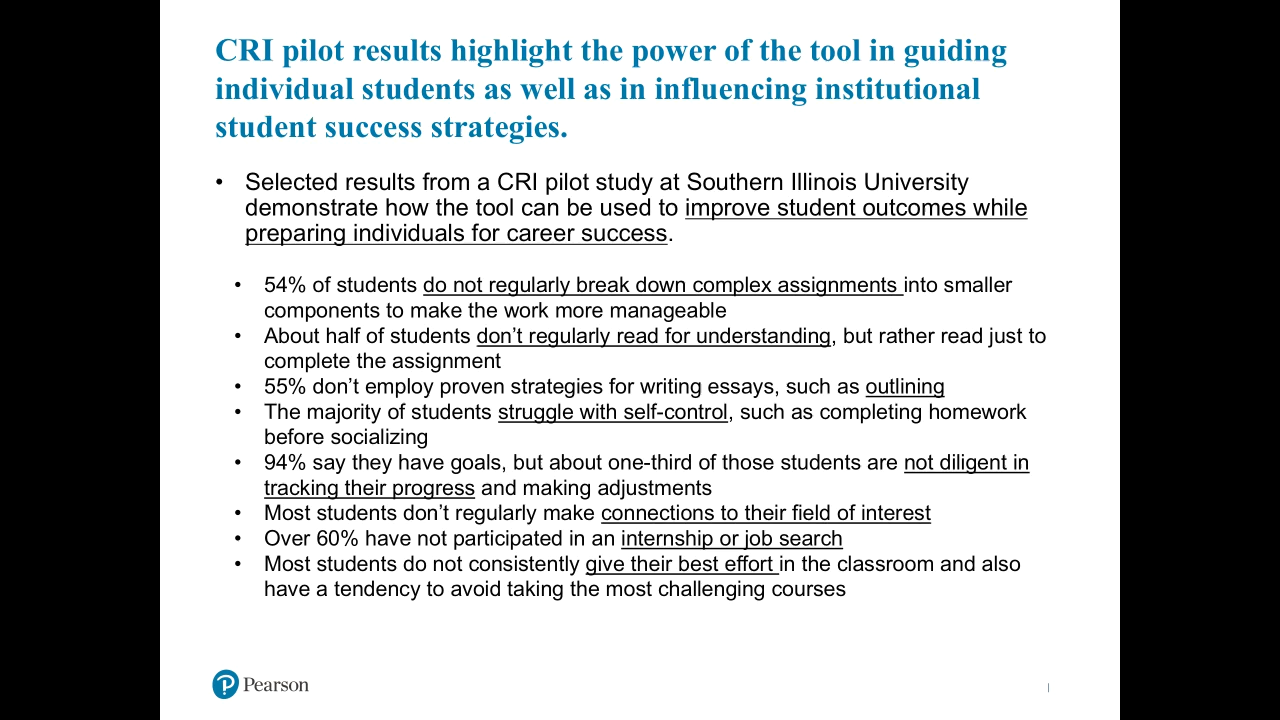 CRI pilot results highlight the power of the tool in guiding
individual students as well as in influencing institutional
student success strategies.
• Selected results from a CRI pilot study at Southern Illinois University
demonstrate how the tool can be used to improve student outcomes while
preparing individuals for career success.
• 54% of students do not regularly break down complex assignments into smaller
components to make the work more manageable
• About half of students don’t regularly read for understanding, but rather read just to
complete the assignment
• 55% don’t employ proven strategies for writing essays, such as outlining
• The majority of students struggle with self-control, such as completing homework
before socializing
• 94% say they have goals, but about one-third of those students are not diligent in
tracking their progress and making adjustments
• Most students don’t regularly make connections to their field of interest
• Over 60% have not participated in an internship or job search
• Most students do not consistently give their best effort in the classroom and also
have a tendency to avoid taking the most challenging courses
Pearson